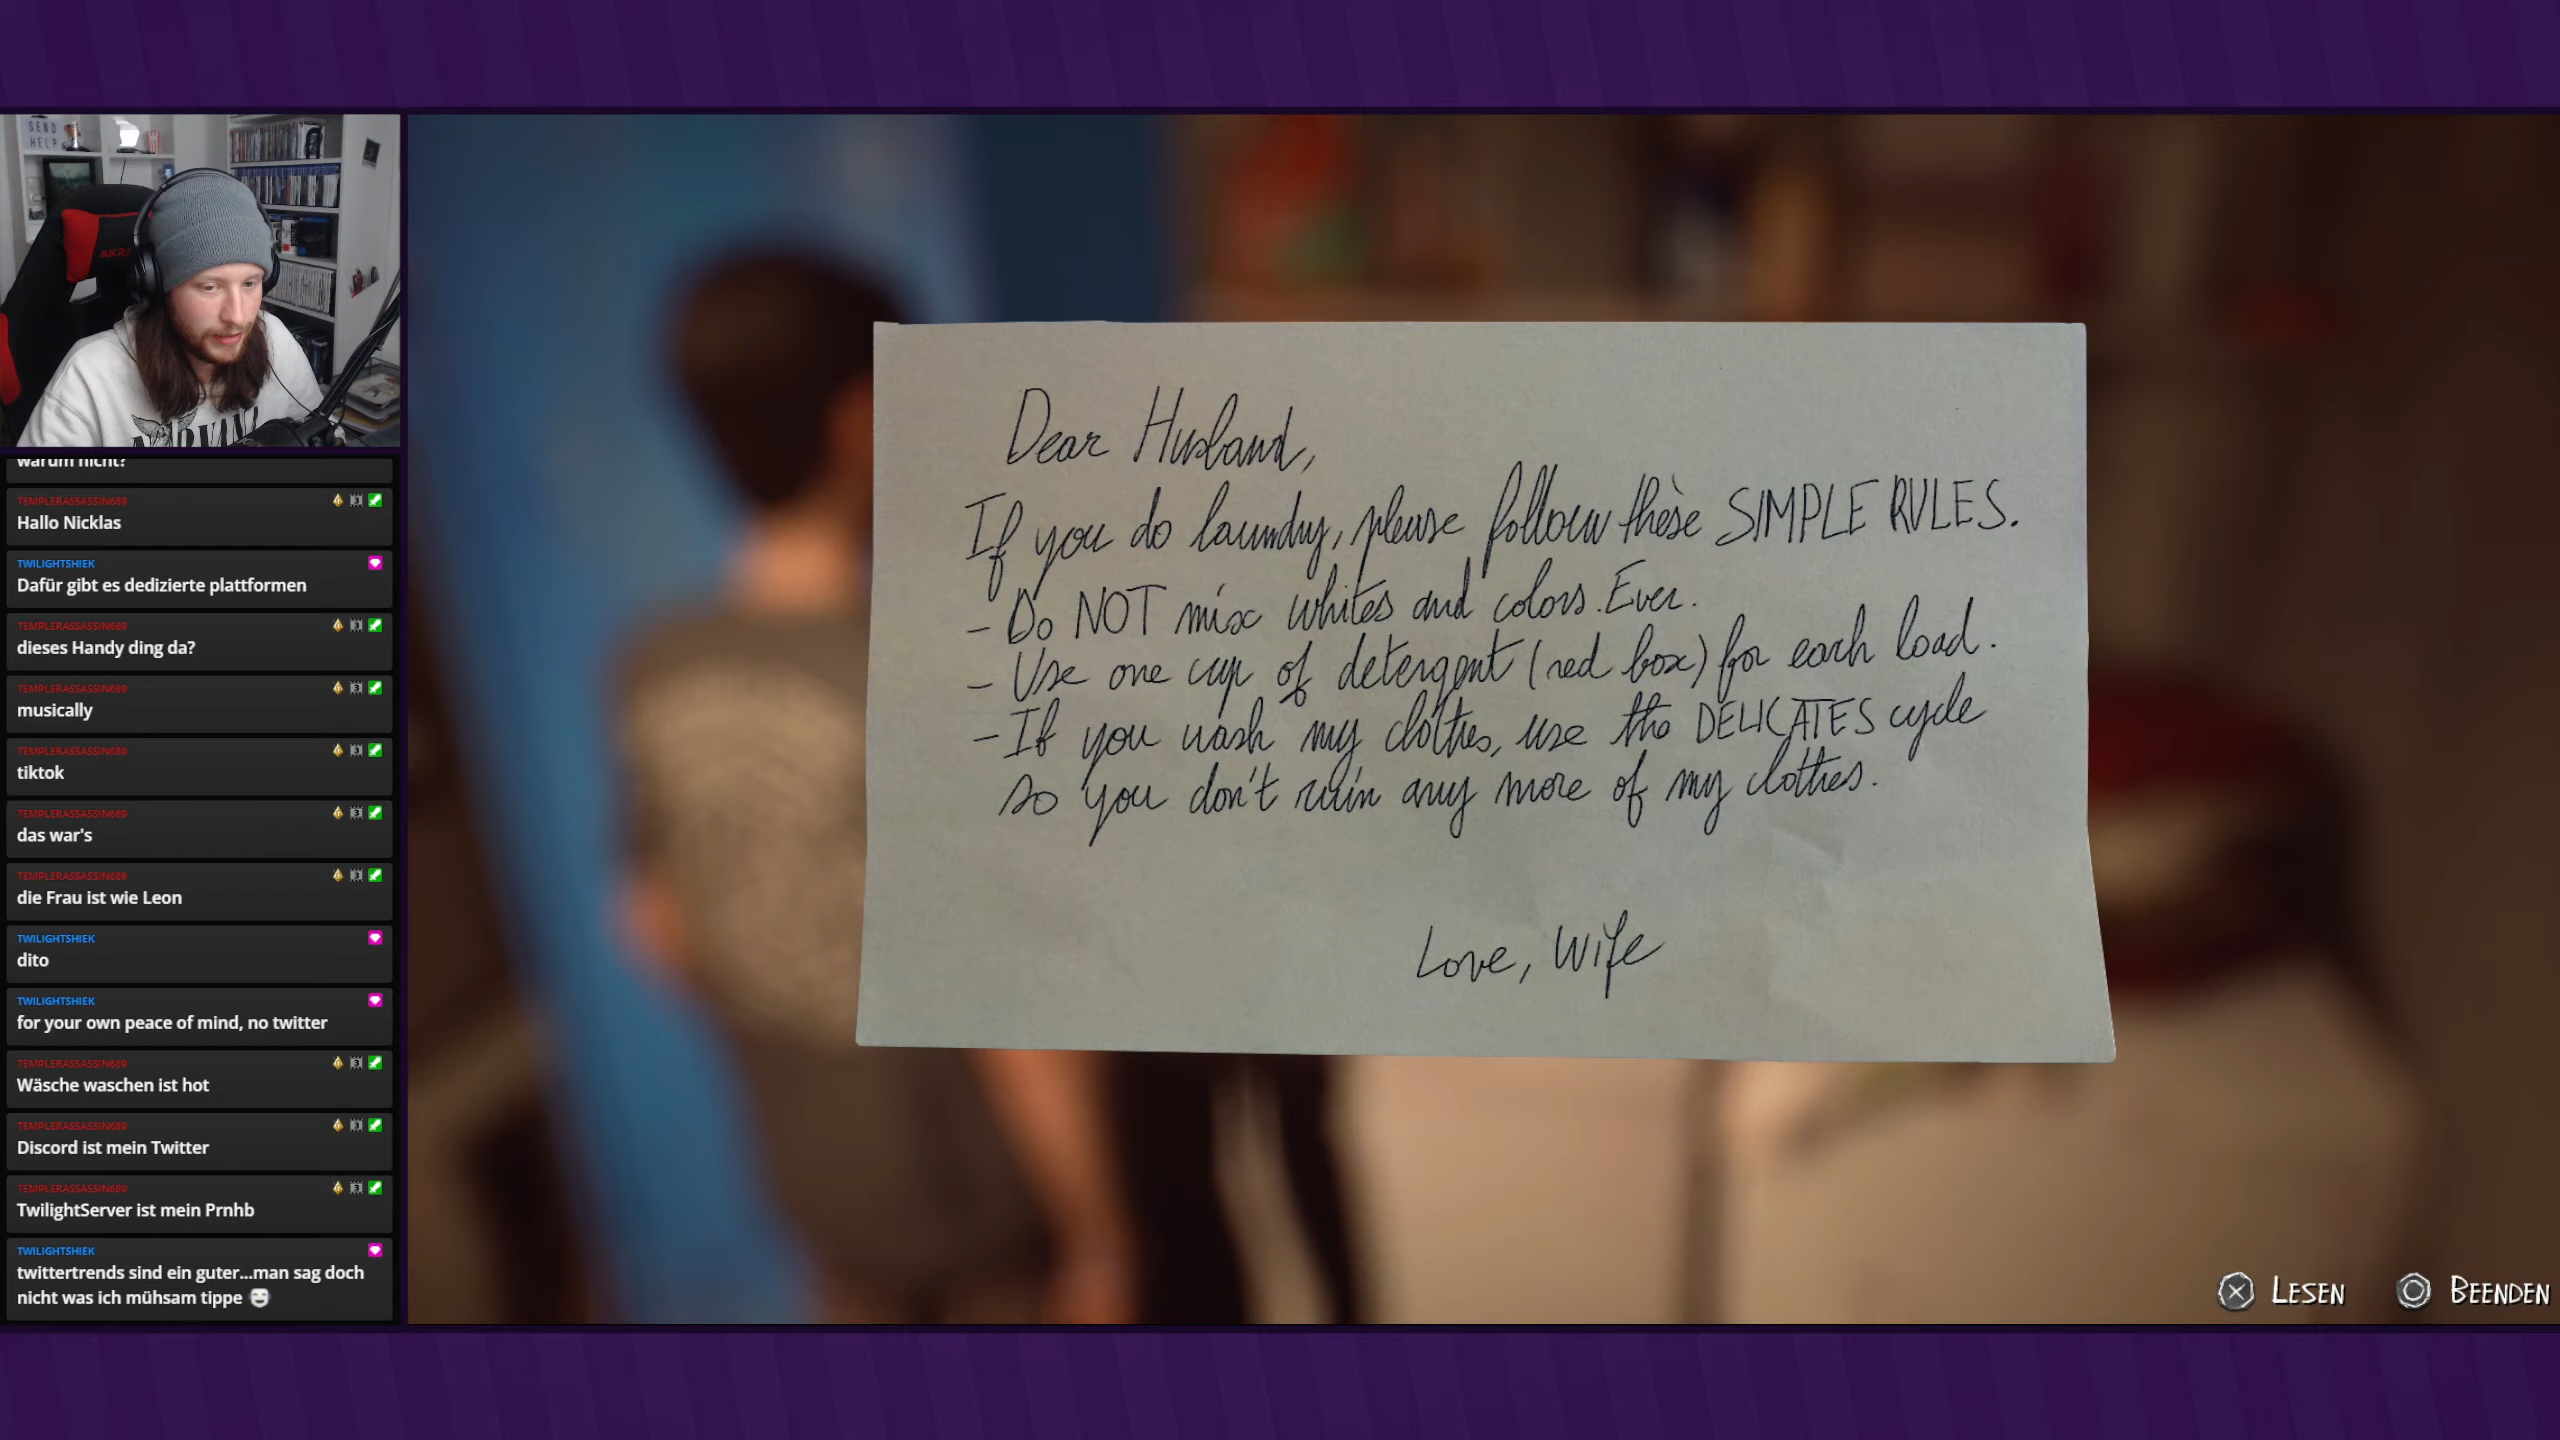 SEND
HELP
AKR
NIRVANA
warum nicht?
TEMPLERASSASSIN689
Hallo Nicklas
TWILIGHTSHIEK
Dafür gibt es dedizierte plattformen
TEMPLERASSASSIN689
dieses Handy ding da?
TEMPLERASSASSIN689
musically
TEMPLERASSASSIN689
tiktok
TEMPLERASSASSIN689
das war's
TEMPLERASSASSIN689
die Frau ist wie Leon
TWILIGHTSHIEK
dito
TWILIGHTSHIEK
for your own peace of mind, no twitter
TEMPLERASSASSIN689
Wäsche waschen ist hot
TEMPLERASSASSIN689
Discord ist mein Twitter
TEMPLERASSASSIN689
TwilightServer ist mein Prnhb
TWILIGHTSHIEK
twittertrends sind ein guter...man sag doch
nicht was ich mühsam tippe
Dear Husband,
If you do laundry, please follow thèse SIMPLE RULES.
- Do NOT mix whites and colors. Ever.
- Use one cup of detergent (red box) for each load.
- If you wash my clothes, use the DELICATES cycle
so you don't ruin any more of my clothes.
Love, Wife
LESEN
BEENDEN